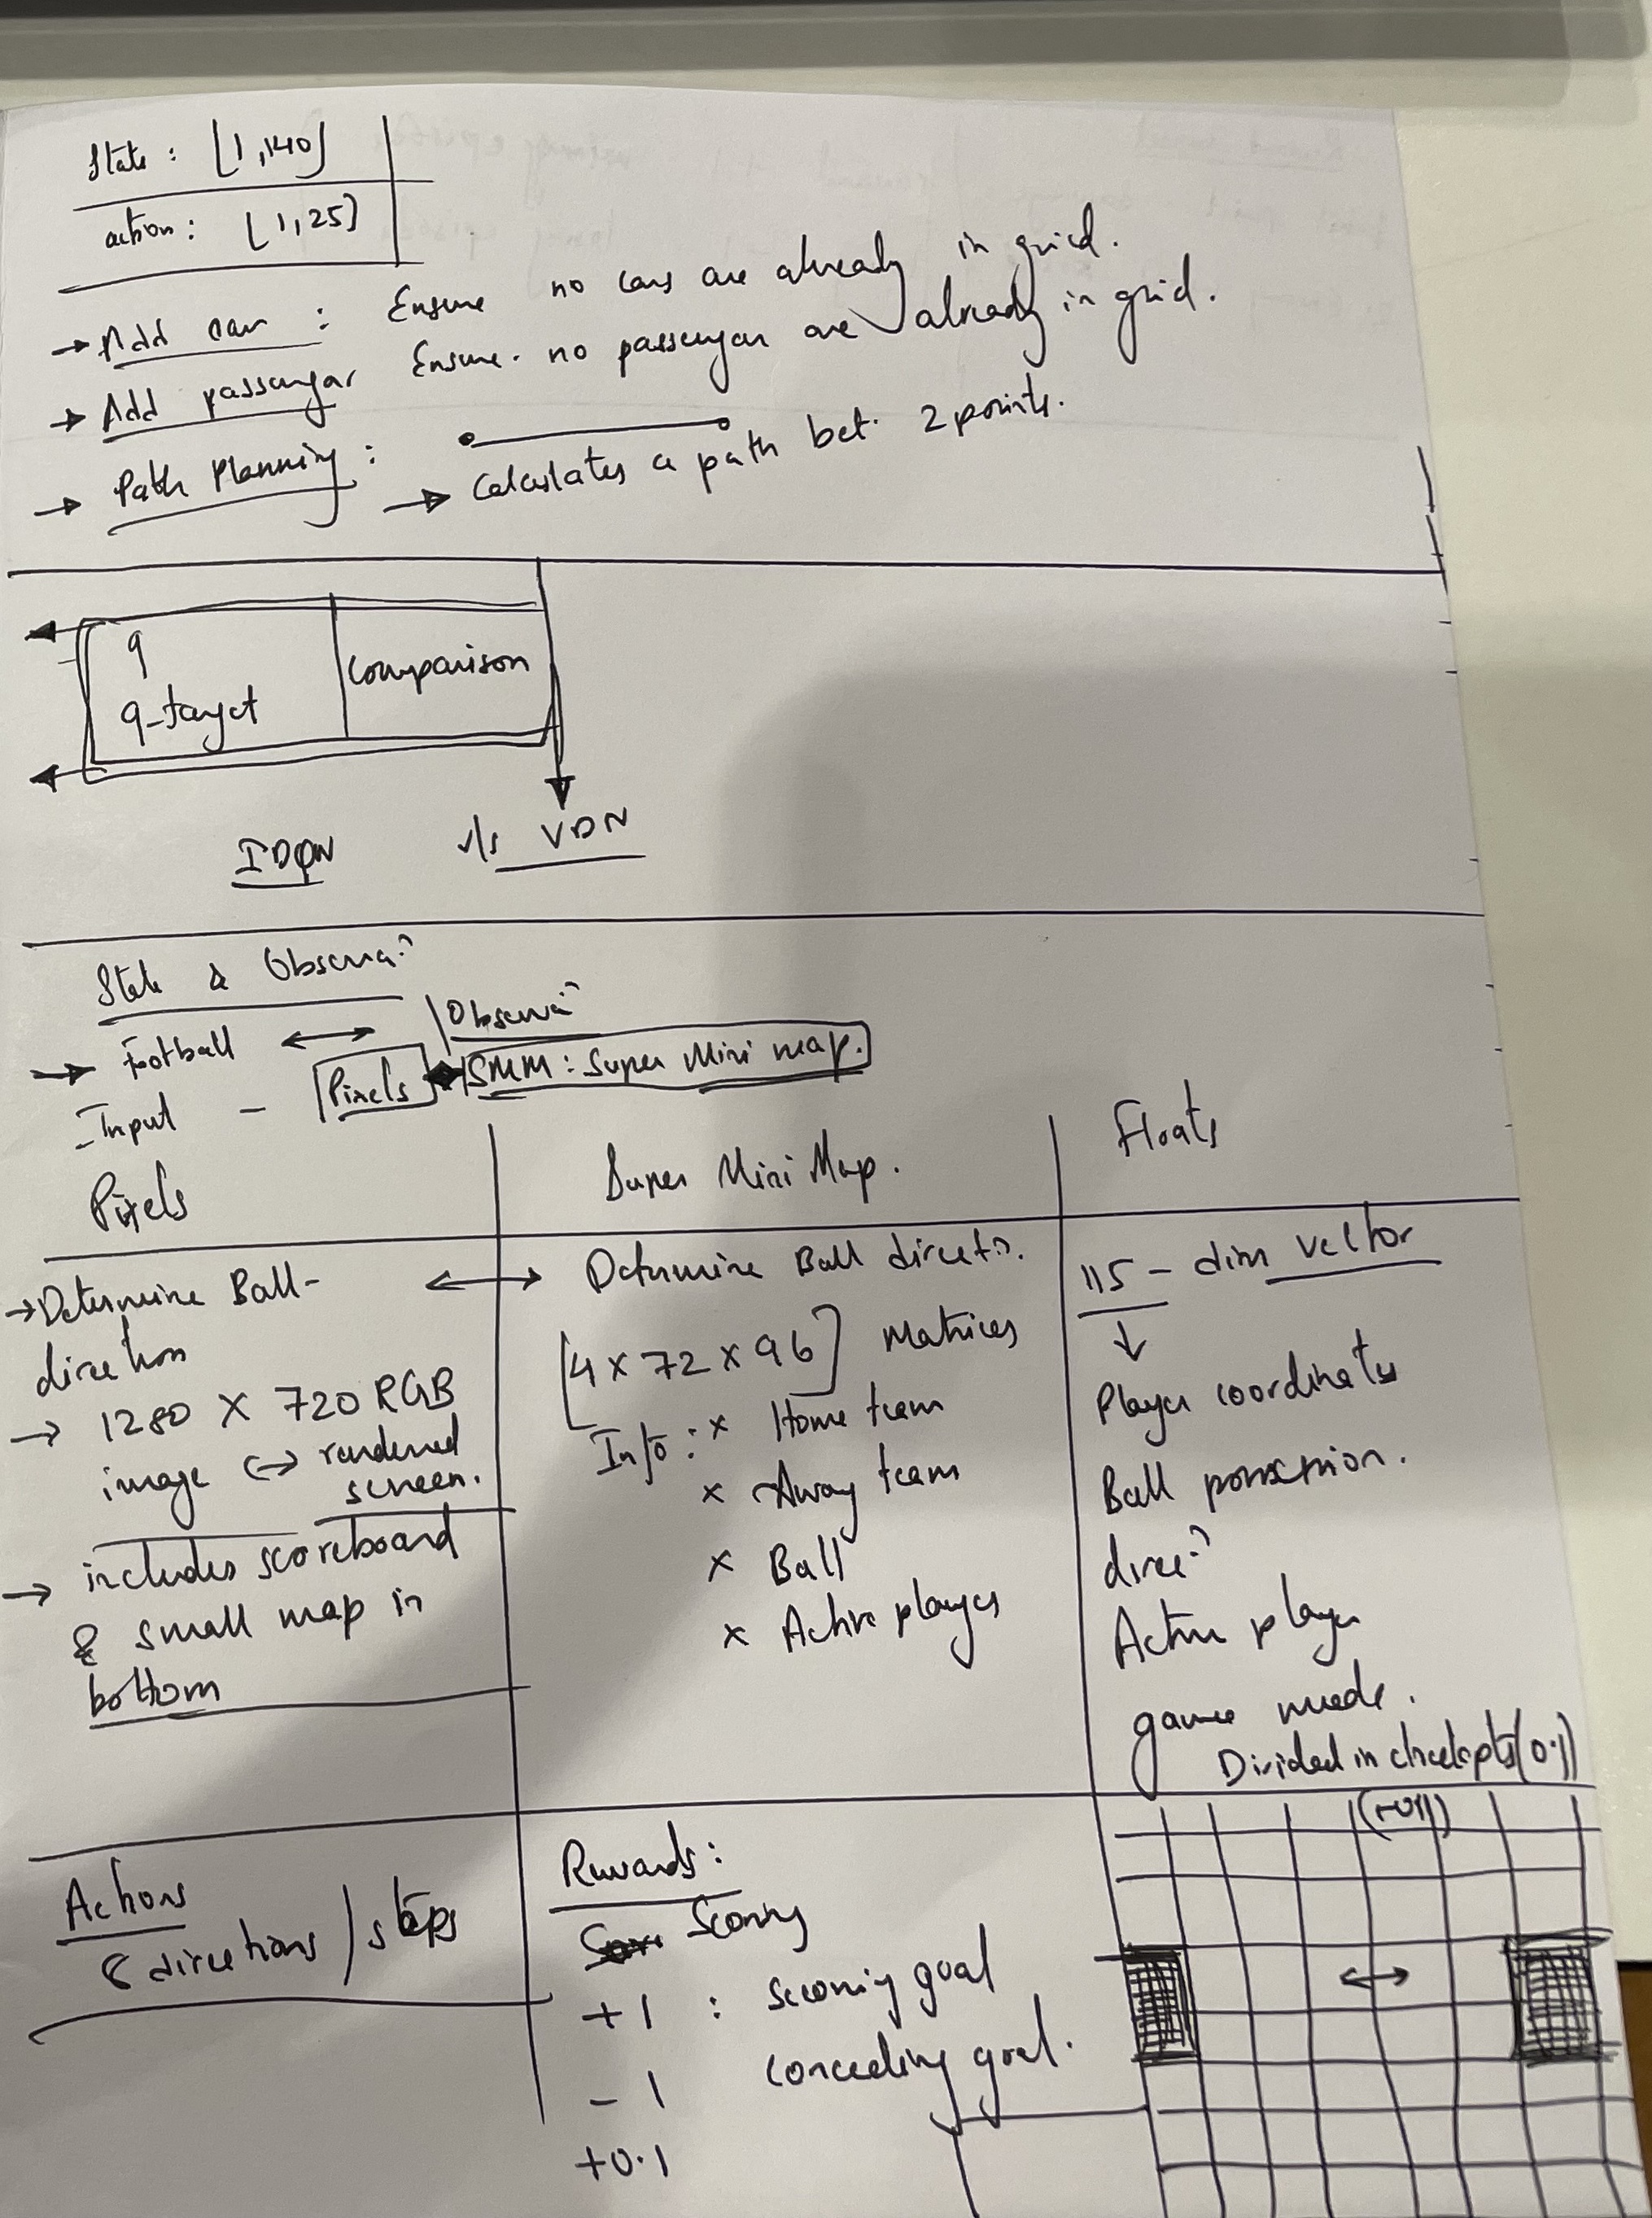 State : [1,140]
action : [1,25]
→ Add car : Ensure no cars are already in grid.
→ Add passengar Ensure no passengar are already in grid.
→ Path Planning :
→ Calculates a path bet. 2 points.
q
q_target
comparison
IDQN v/s VDN
State & Observa?
→ Football ↔
Observa?
Input - Pixels ↔ SMM : Super Mini map.
Pixels
Super Mini Map.
Floats
→ Determine Ball-
direction
→ 1280 X 720 RGB
image ↔ rendered
screen.
→ includes scoreboard
& small map in
bottom
↔ Determine Ball directn.
[4 x 72 x 96] Matrices
Info : x Home team
x Away team
x Ball
x Active players
115 - dim vector
↓
Player coordinates
Ball possession.
direc?
Active player
game mode.
Divided in checkpts (0.1)
Actions
8 directions / steps
Rewards :
Scoring
+1 : scoring goal
-1 conceding goal.
+0.1
↔